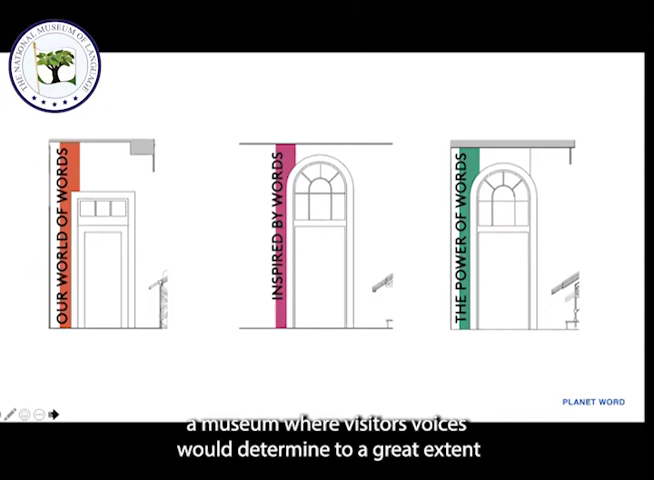 THE NATIONAL MUSEUM OF LANGUAGE
OUR WORLD OF WORDS
INSPIRED BY WORDS
THE POWER OF WORDS
PLANET WORD
a museum where visitors voices
would determine to a great extent